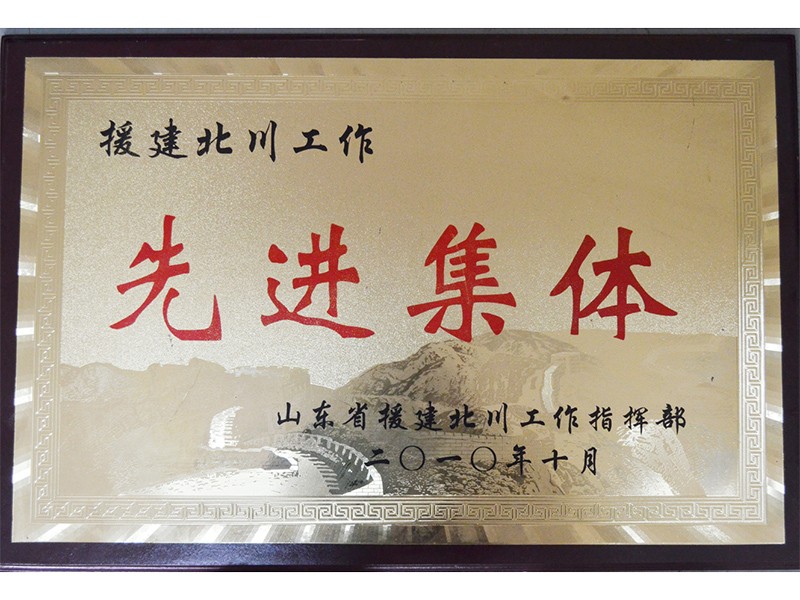 援建北川工作
先进集体
山东省援建北川工作指挥部
二〇一〇年十月